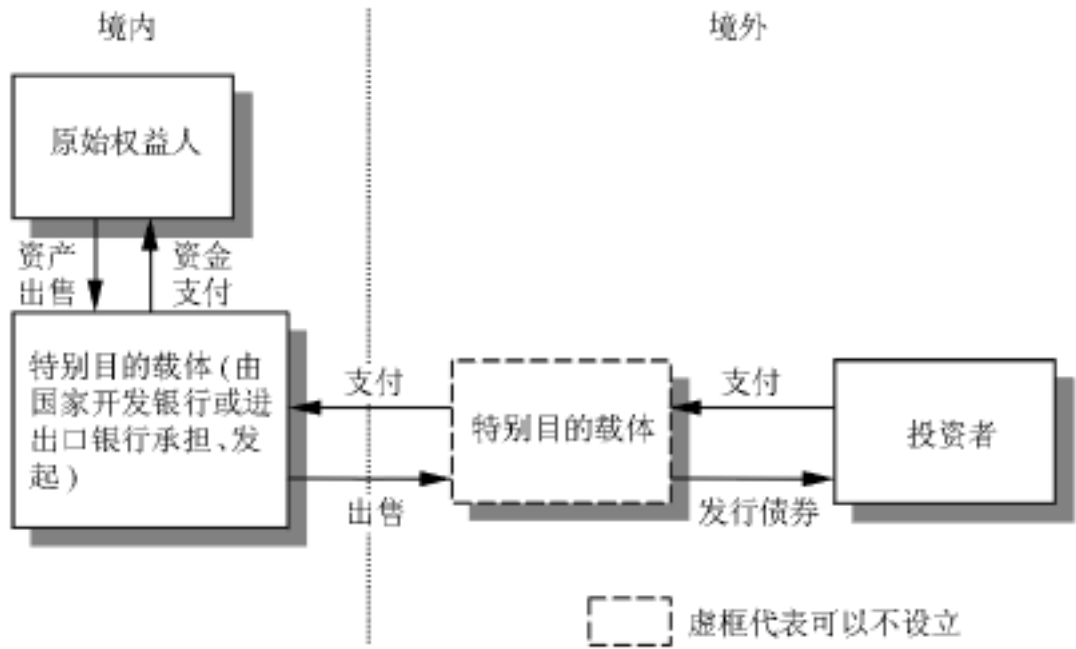 境内
境外
原始权益人
资产
出售
资金
支付
特别目的载体(由
国家开发银行或进
出口银行承担、发
起)
支付
出售
特别目的载体
支付
发行债券
投资者
虚框代表可以不设立